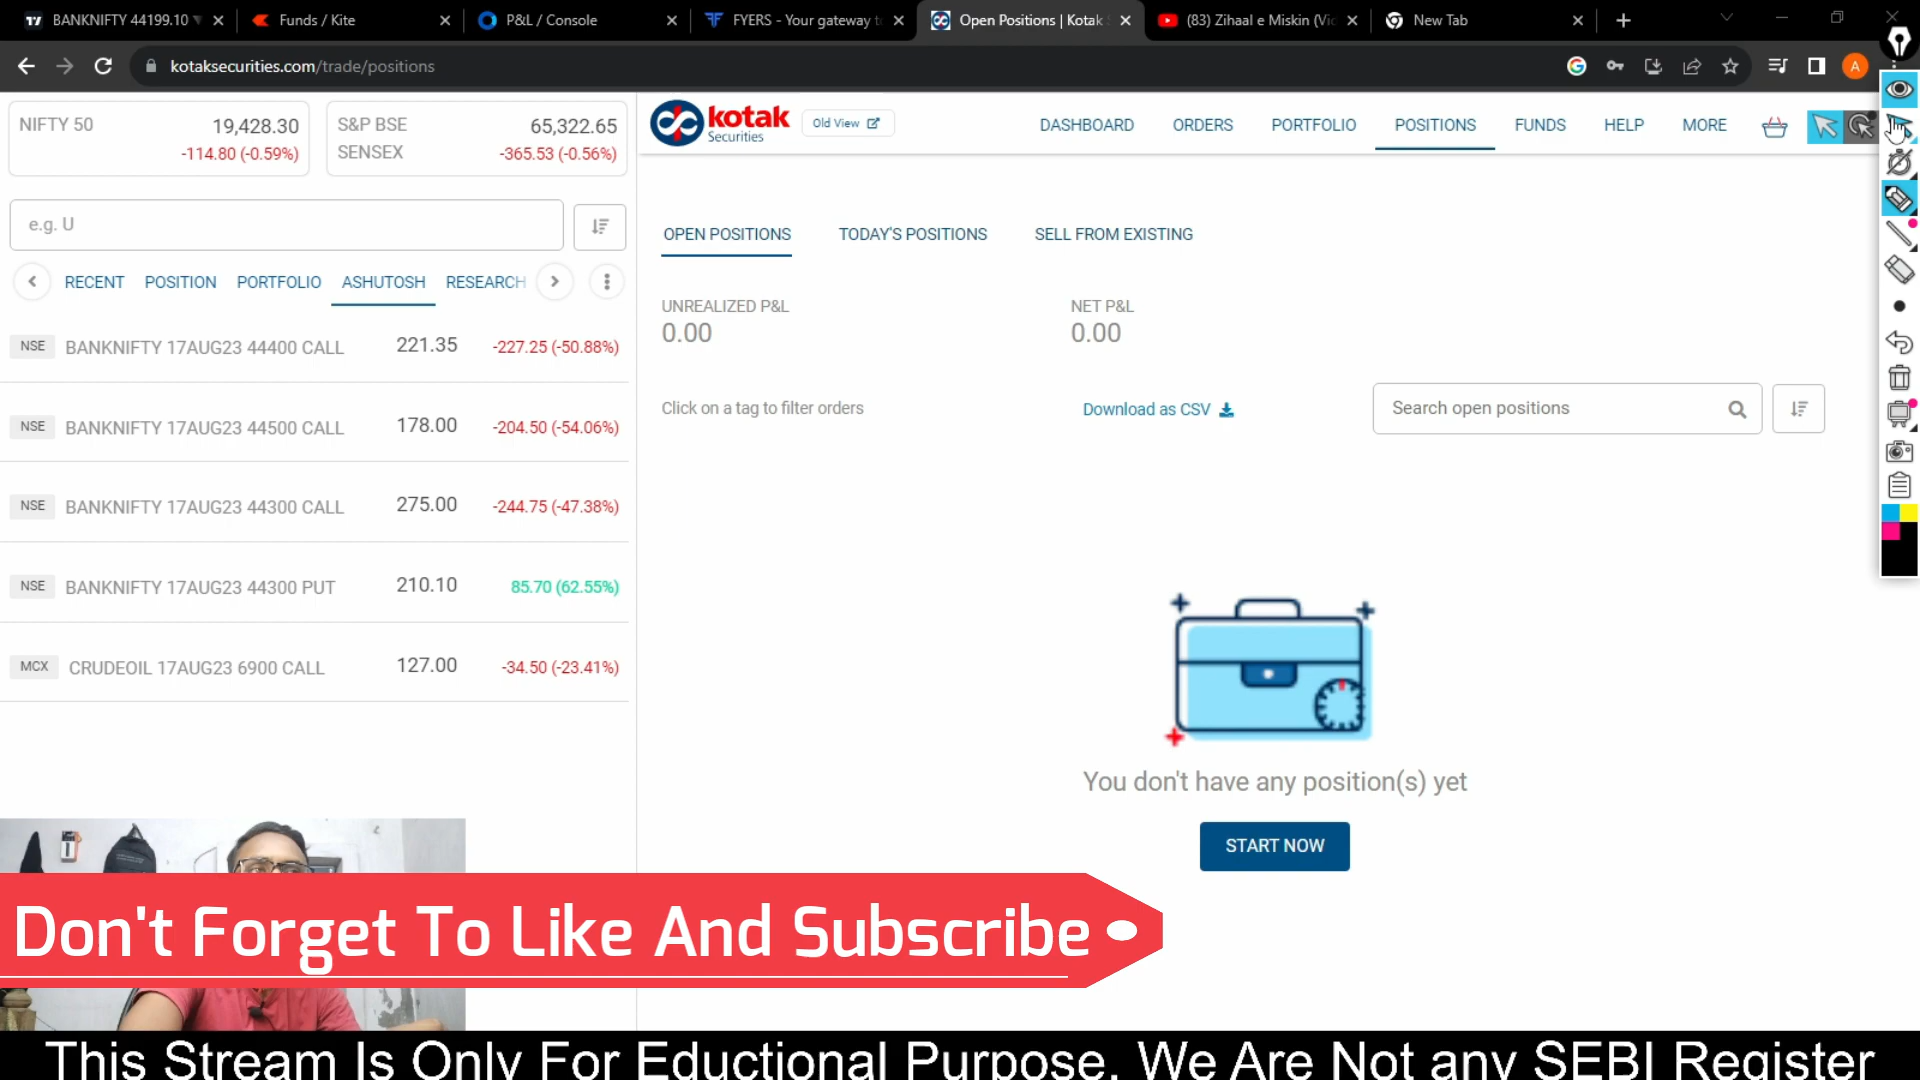 BANKNIFTY 44199.10
Funds / Kite
P&L / Console
FYERS - Your gateway t
Open Positions | Kotak S
(83) Zihaal e Miskin (Vi
New Tab
kotaksecurities.com/trade/positions
A
NIFTY 50
19,428.30
-114.80 (-0.59%)
S&P BSE
SENSEX
65,322.65
-365.53 (-0.56%)
kotak
Securities
Old View
DASHBOARD
ORDERS
PORTFOLIO
POSITIONS
FUNDS
HELP
MORE
e.g. U
RECENT
POSITION
PORTFOLIO
ASHUTOSH
RESEARCH
NSE BANKNIFTY 17AUG23 44400 CALL 221.35 -227.25 (-50.88%)
NSE BANKNIFTY 17AUG23 44500 CALL 178.00 -204.50 (-54.06%)
NSE BANKNIFTY 17AUG23 44300 CALL 275.00 -244.75 (-47.38%)
NSE BANKNIFTY 17AUG23 44300 PUT 210.10 85.70 (62.55%)
MCX CRUDEOIL 17AUG23 6900 CALL 127.00 -34.50 (-23.41%)
OPEN POSITIONS
TODAY'S POSITIONS
SELL FROM EXISTING
UNREALIZED P&L
0.00
NET P&L
0.00
Click on a tag to filter orders
Download as CSV
Search open positions
You don't have any position(s) yet
START NOW
Don't Forget To Like And Subscribe
This Stream Is Only For Eductional Purpose. We Are Not any SEBI Register